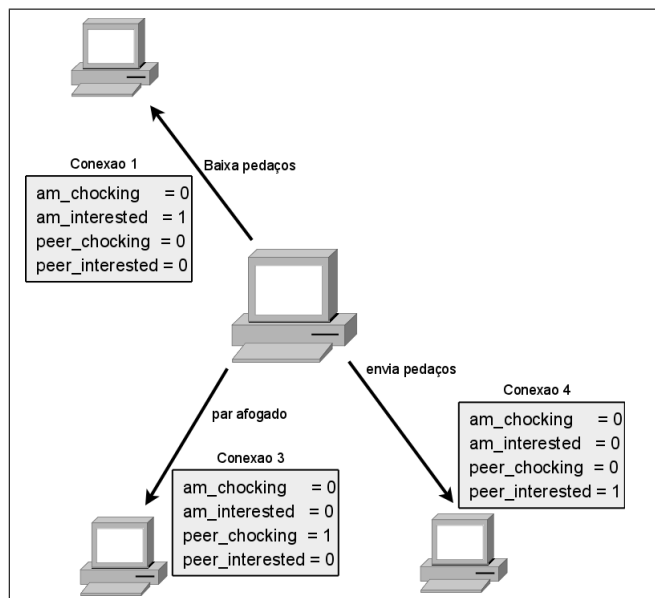 Conexao 1
Baixa pedaços
am_chocking = 0
am_interested = 1
peer_chocking = 0
peer_interested = 0
envia pedaços
Conexao 4
am_chocking = 0
am_interested = 0
peer_chocking = 0
peer_interested = 1
par afogado
Conexao 3
am_chocking = 0
am_interested = 0
peer_chocking = 1
peer_interested = 0